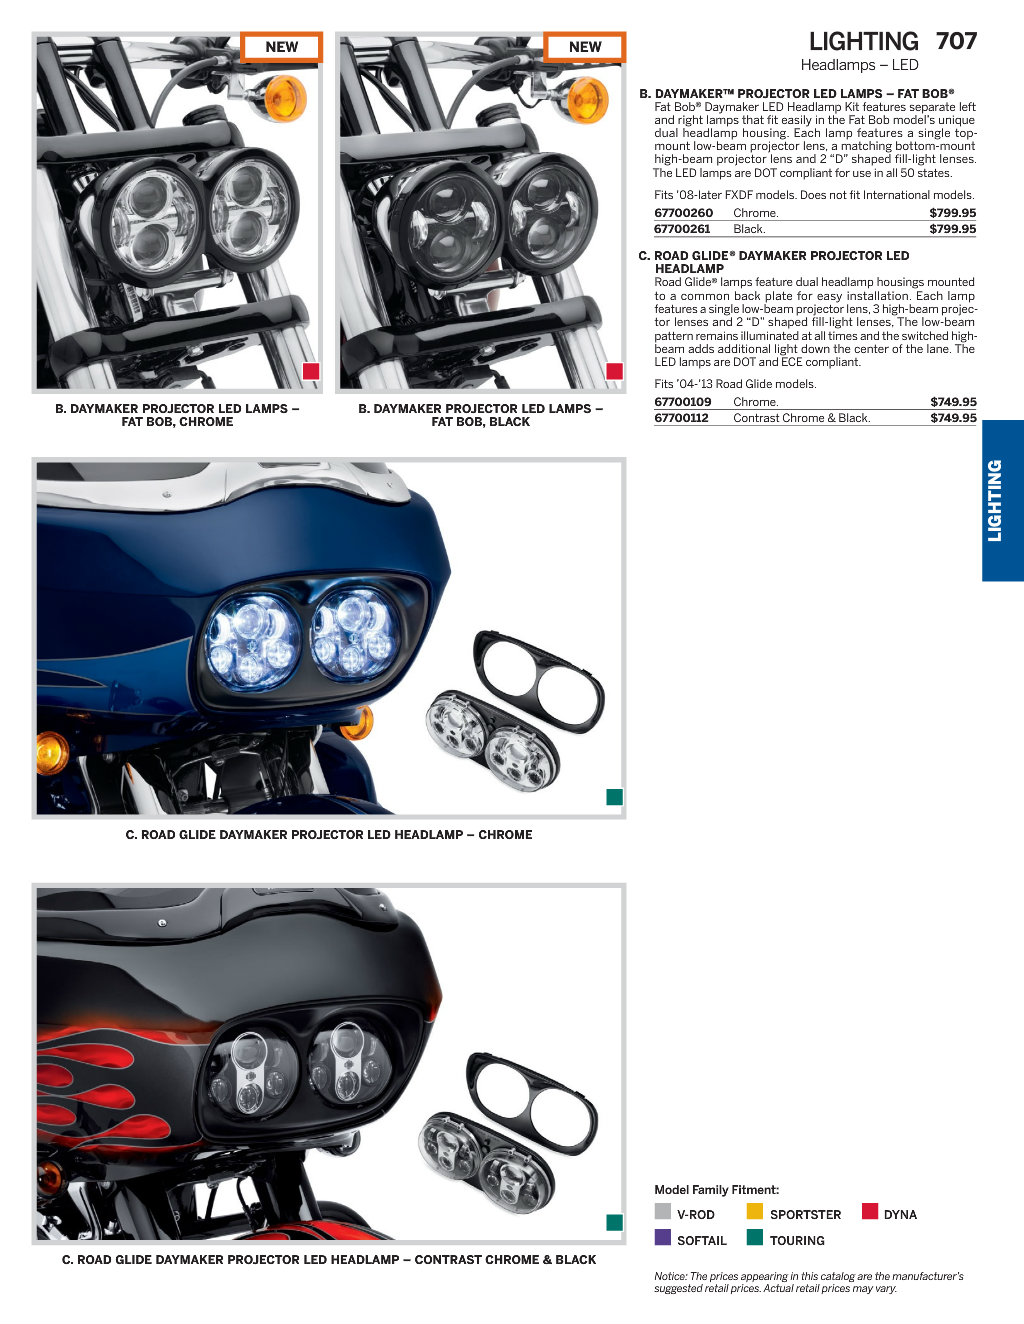 NEW
NEW
LIGHTING 707
Headlamps – LED
B. DAYMAKER™ PROJECTOR LED LAMPS – FAT BOB®
Fat Bob® Daymaker LED Headlamp Kit features separate left
and right lamps that fit easily in the Fat Bob model's unique
dual headlamp housing. Each lamp features a single top-
mount low-beam projector lens, a matching bottom-mount
high-beam projector lens and 2 “D” shaped fill-light lenses.
The LED lamps are DOT compliant for use in all 50 states.
Fits '08-later FXDF models. Does not fit International models.
67700260 Chrome. $799.95
67700261 Black. $799.95
C. ROAD GLIDE® DAYMAKER PROJECTOR LED
HEADLAMP
Road Glide® lamps feature dual headlamp housings mounted
to a common back plate for easy installation. Each lamp
features a single low-beam projector lens, 3 high-beam projec-
tor lenses and 2 “D” shaped fill-light lenses, The low-beam
pattern remains illuminated at all times and the switched high-
beam adds additional light down the center of the lane. The
LED lamps are DOT and ECE compliant.
Fits '04-'13 Road Glide models.
67700109 Chrome. $749.95
67700112 Contrast Chrome & Black. $749.95
B. DAYMAKER PROJECTOR LED LAMPS –
FAT BOB, CHROME
B. DAYMAKER PROJECTOR LED LAMPS –
FAT BOB, BLACK
LIGHTING
C. ROAD GLIDE DAYMAKER PROJECTOR LED HEADLAMP – CHROME
C. ROAD GLIDE DAYMAKER PROJECTOR LED HEADLAMP – CONTRAST CHROME & BLACK
Model Family Fitment:
V-ROD SPORTSTER DYNA
SOFTAIL TOURING
Notice: The prices appearing in this catalog are the manufacturer's
suggested retail prices. Actual retail prices may vary.